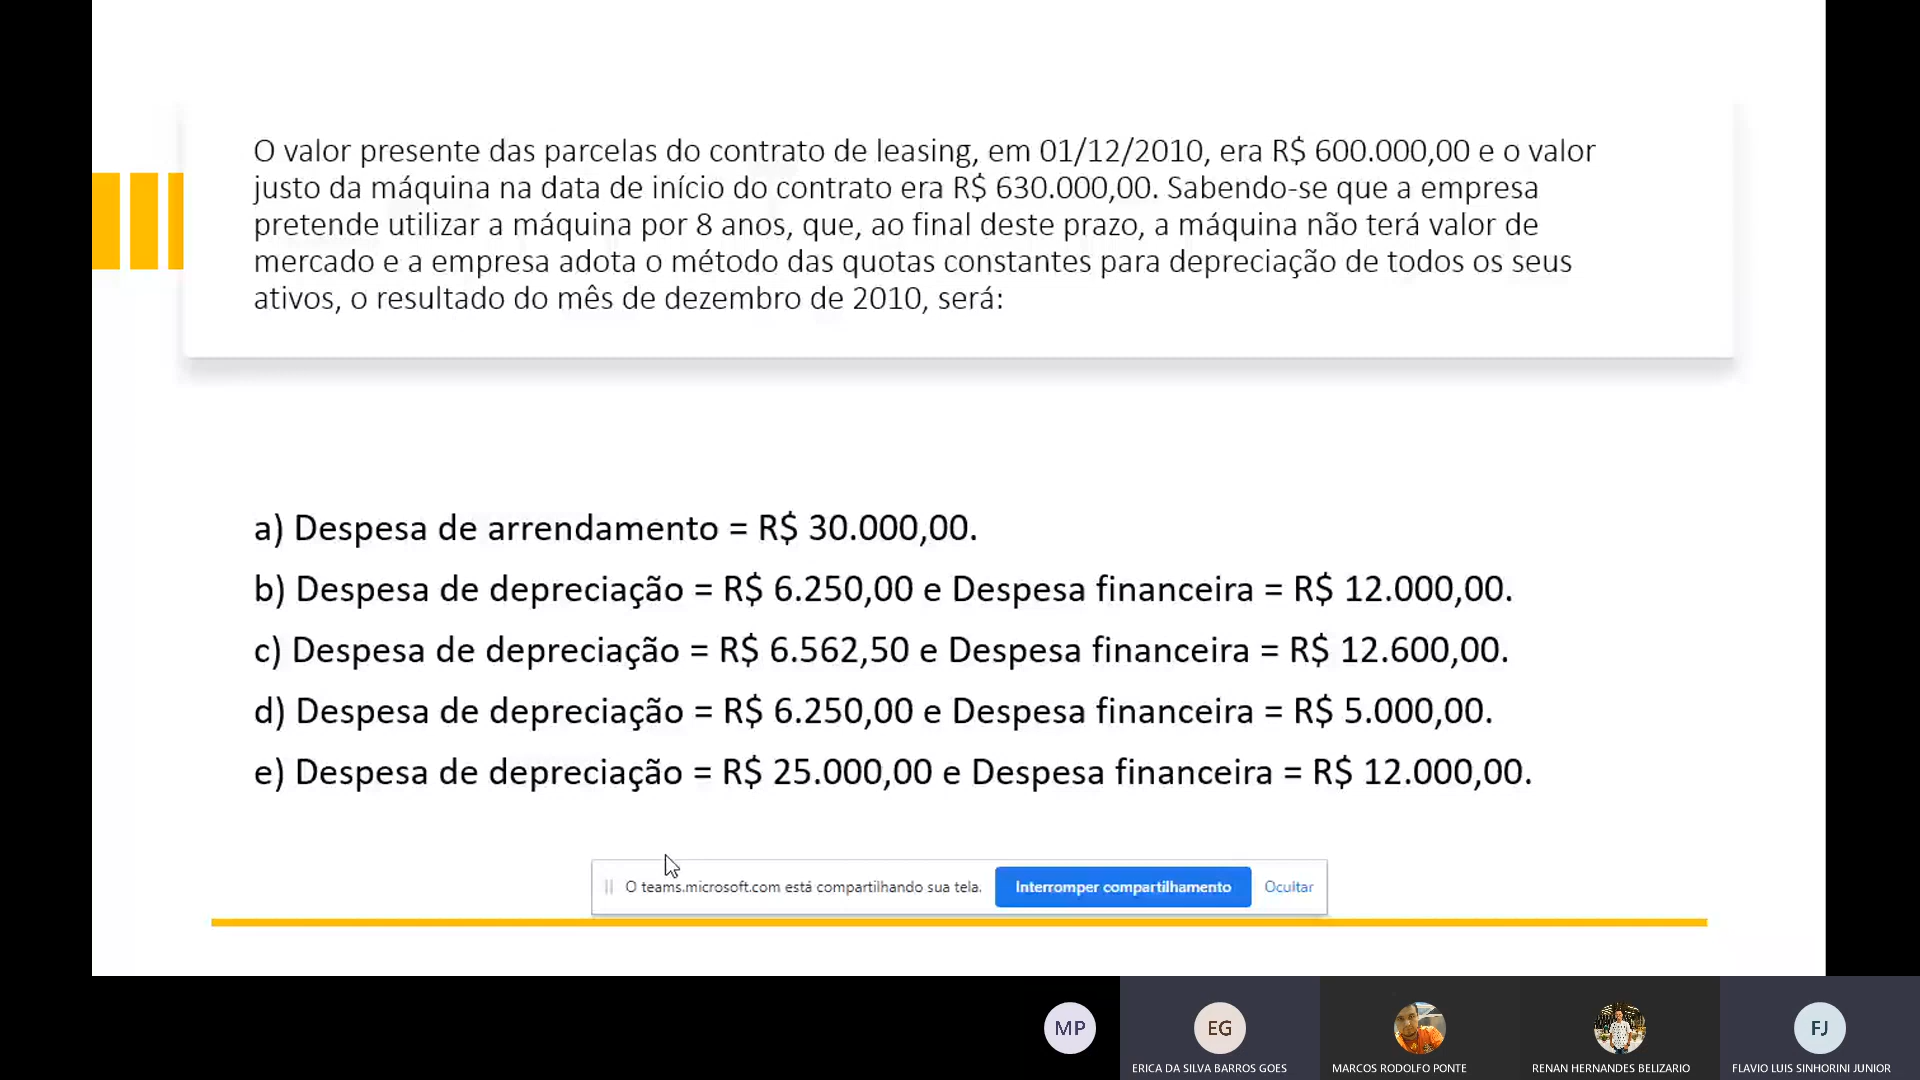 O valor presente das parcelas do contrato de leasing, em 01/12/2010, era R$ 600.000,00 e o valor
justo da máquina na data de início do contrato era R$ 630.000,00. Sabendo-se que a empresa
pretende utilizar a máquina por 8 anos, que, ao final deste prazo, a máquina não terá valor de
mercado e a empresa adota o método das quotas constantes para depreciação de todos os seus
ativos, o resultado do mês de dezembro de 2010, será:
a) Despesa de arrendamento = R$ 30.000,00.
b) Despesa de depreciação = R$ 6.250,00 e Despesa financeira = R$ 12.000,00.
c) Despesa de depreciação = R$ 6.562,50 e Despesa financeira = R$ 12.600,00.
d) Despesa de depreciação = R$ 6.250,00 e Despesa financeira = R$ 5.000,00.
e) Despesa de depreciação = R$ 25.000,00 e Despesa financeira = R$ 12.000,00.
O teams.microsoft.com está compartilhando sua tela. Interromper compartilhamento Ocultar
MP EG FJ
ERICA DA SILVA BARROS GOES MARCOS RODOLFO PONTE RENAN HERNANDES BELIZARIO FLAVIO LUIS SINHORINI JUNIOR